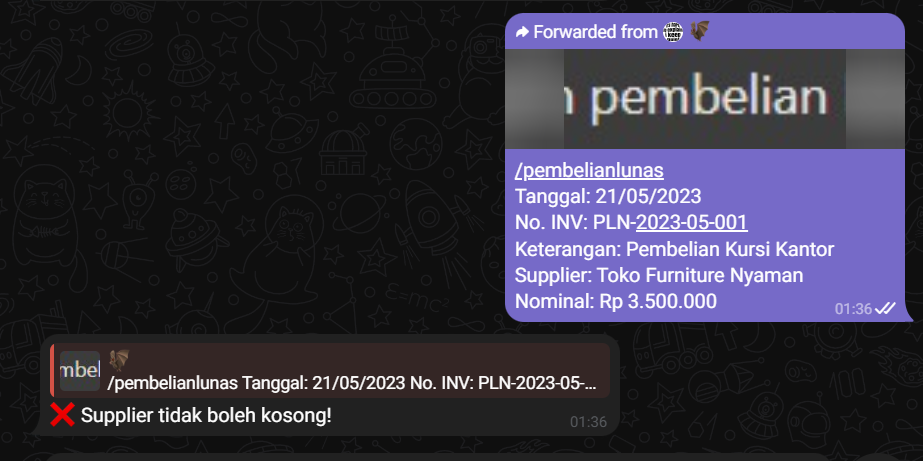 Forwarded from
n pembelian
/pembelianlunas
Tanggal: 21/05/2023
No. INV: PLN-2023-05-001
Keterangan: Pembelian Kursi Kantor
Supplier: Toko Furniture Nyaman
Nominal: Rp 3.500.000
01:36
mbel
/pembelianlunas Tanggal: 21/05/2023 No. INV: PLN-2023-05-...
❌ Supplier tidak boleh kosong!
01:36